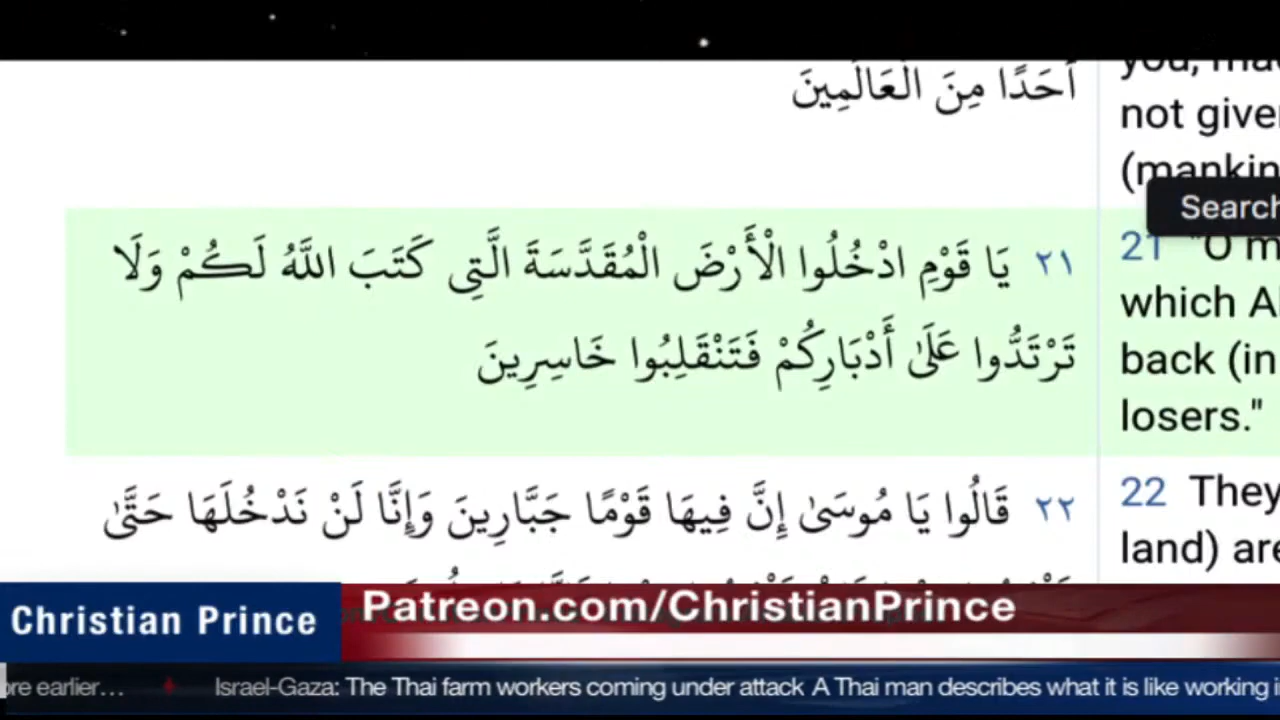 أَحَدًا مِنَ الْعَالَمِينَ
٢١ يَا قَوْمِ ادْخُلُوا الْأَرْضَ الْمُقَدَّسَةَ الَّتِي كَتَبَ اللَّهُ لَكُمْ وَلَا
تَرْتَدُّوا عَلَىٰ أَدْبَارِكُمْ فَتَنْقَلِبُوا خَاسِرِينَ
٢٢ قَالُوا يَا مُوسَىٰ إِنَّ فِيهَا قَوْمًا جَبَّارِينَ وَإِنَّا لَنْ نَدْخُلَهَا حَتَّىٰ
not give
(mankin
Search
21 "O m
which Al
back (in
losers."
22 They
land) are
Christian Prince
Patreon.com/ChristianPrince
ore earlier... Israel-Gaza: The Thai farm workers coming under attack A Thai man describes what it is like working i